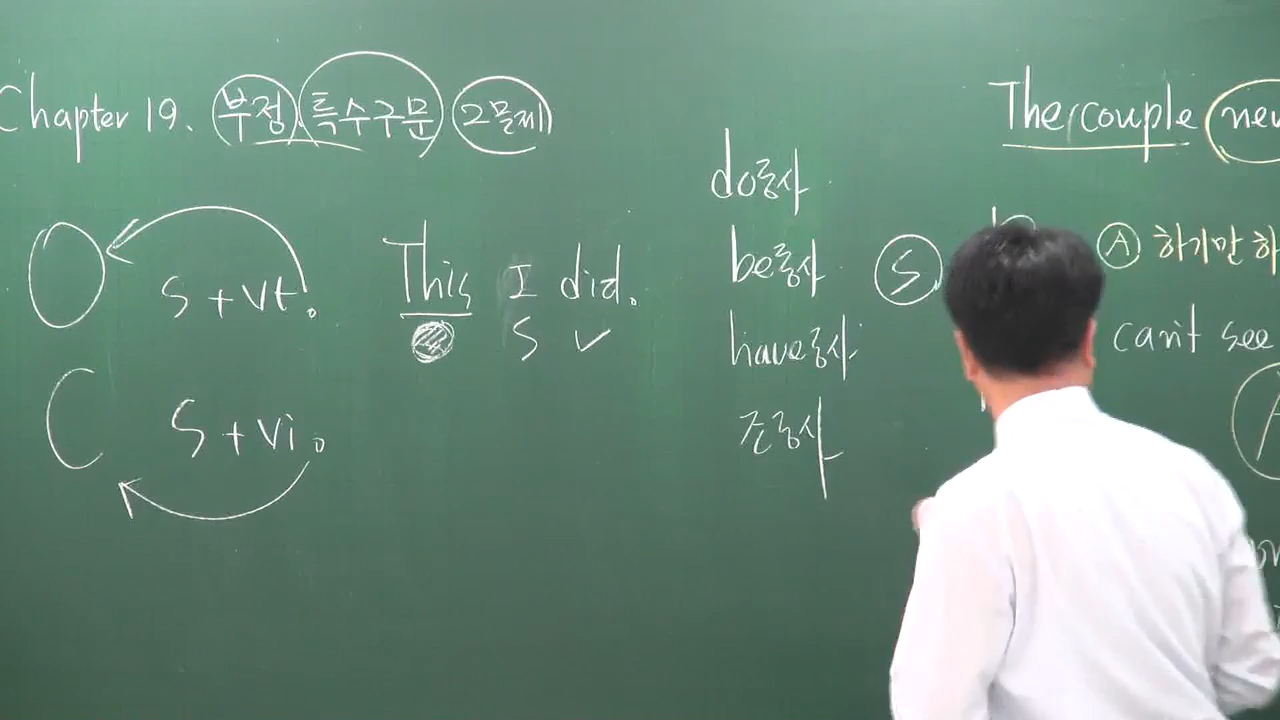 Chapter 19. 부정 특수구문 2문제
S + vt.
This I did.
S V
S + vi.
do동사
be동사
have동사
조동사
S
The couple
Ⓐ 하기만 하
can't see